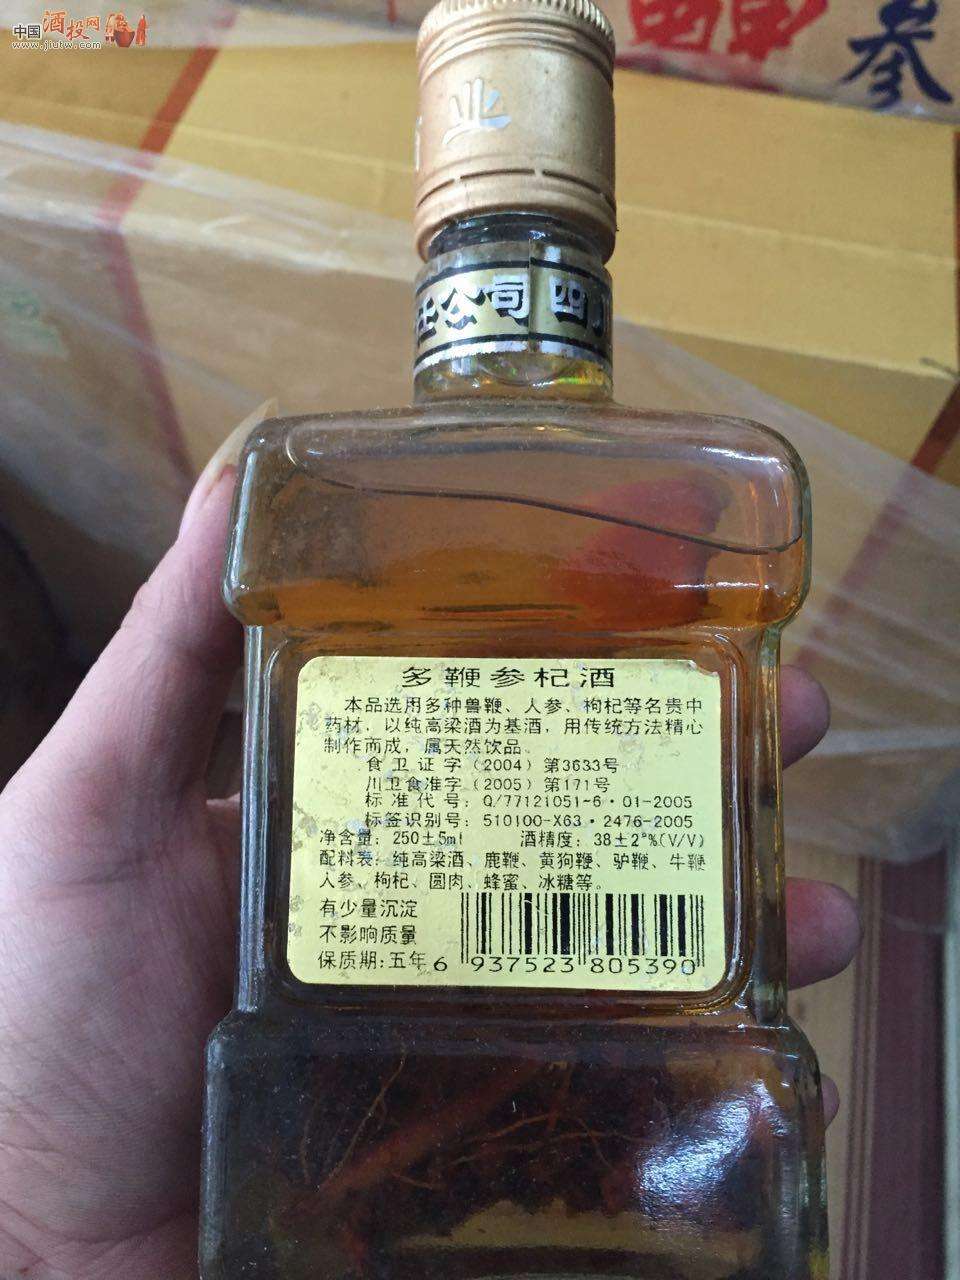 中国酒投网
www.jiutw.com
参
业
公司 四
多鞭参杞酒
本品选用多种兽鞭、人参、枸杞等名贵中
药材，以纯高梁酒为基酒，用传统方法精心
制作而成，属天然饮品。
食卫证字（2004）第3633号
川卫食准字（2005）第171号
标准代号：Q/77121051-6·01-2005
标签识别号：510100-X63·2476-2005
净含量：250±5ml 酒精度：38±2°%(V/V)
配料表：纯高梁酒、鹿鞭、黄狗鞭、驴鞭、牛鞭
人参、枸杞、圆肉、蜂蜜、冰糖等。
有少量沉淀
不影响质量
保质期:五年
6 937523 805390